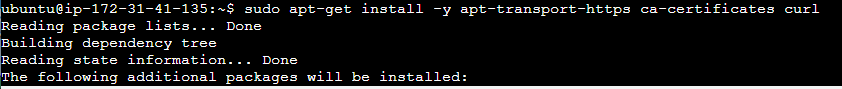 ubuntu@ip-172-31-41-135:~$ sudo apt-get install -y apt-transport-https ca-certificates curl
Reading package lists... Done
Building dependency tree
Reading state information... Done
The following additional packages will be installed: